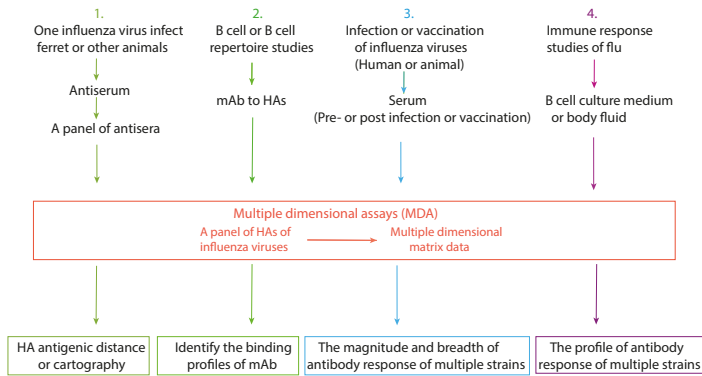 1.
One influenza virus infect
ferret or other animals
Antiserum
A panel of antisera
2.
B cell or B cell
repertoire studies
mAb to HAs
3.
Infection or vaccination
of influenza viruses
(Human or animal)
Serum
(Pre- or post infection or vaccination)
4.
Immune response
studies of flu
B cell culture medium
or body fluid
Multiple dimensional assays (MDA)
A panel of HAs of
influenza viruses
Multiple dimensional
matrix data
HA antigenic distance
or cartography
Identify the binding
profiles of mAb
The magnitude and breadth of
antibody response of multiple strains
The profile of antibody
response of multiple strains